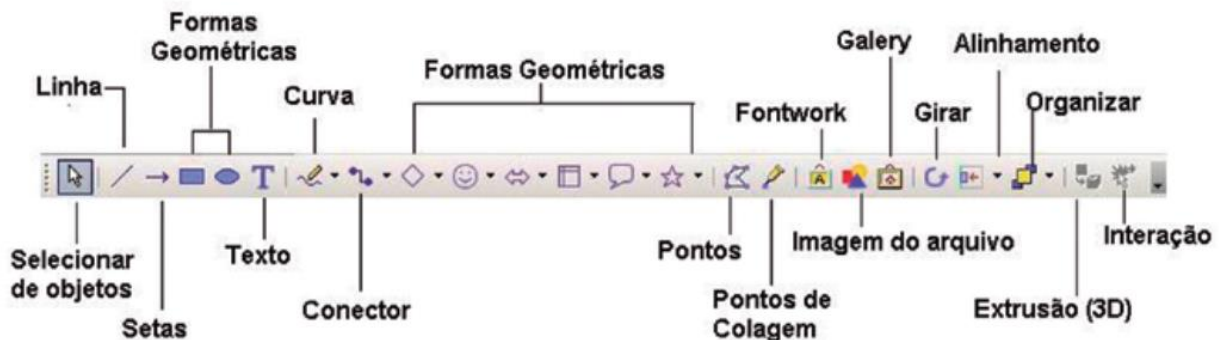 Formas
Geométricas
Linha
Curva
Formas Geométricas
Fontwork
Galery
Girar
Alinhamento
Organizar
T
A
Selecionar
de objetos
Setas
Texto
Conector
Pontos
Pontos de
Colagem
Imagem do arquivo
Extrusão (3D)
Interação